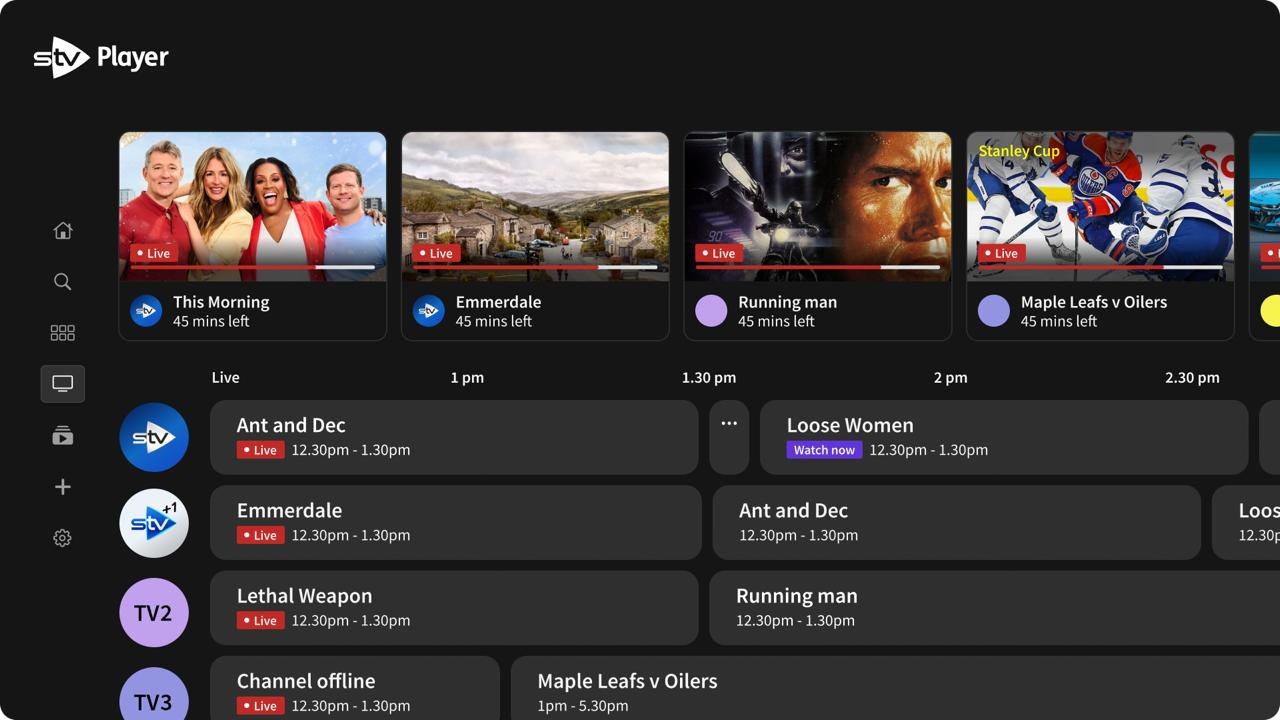 stv Player
Stanley Cup
90
Live
Live
Live
Live
This Morning
45 mins left
Emmerdale
45 mins left
Running man
45 mins left
Maple Leafs v Oilers
45 mins left
Live
1 pm
1.30 pm
2 pm
2.30 pm
stv
Ant and Dec
Live 12.30pm - 1.30pm
...
Loose Women
Watch now 12.30pm - 1.30pm
stv +1
Emmerdale
Live 12.30pm - 1.30pm
Ant and Dec
12.30pm - 1.30pm
Loos
12.30p
TV2
Lethal Weapon
Live 12.30pm - 1.30pm
Running man
12.30pm - 1.30pm
TV3
Channel offline
Live 12.30pm - 1.30pm
Maple Leafs v Oilers
1pm - 5.30pm